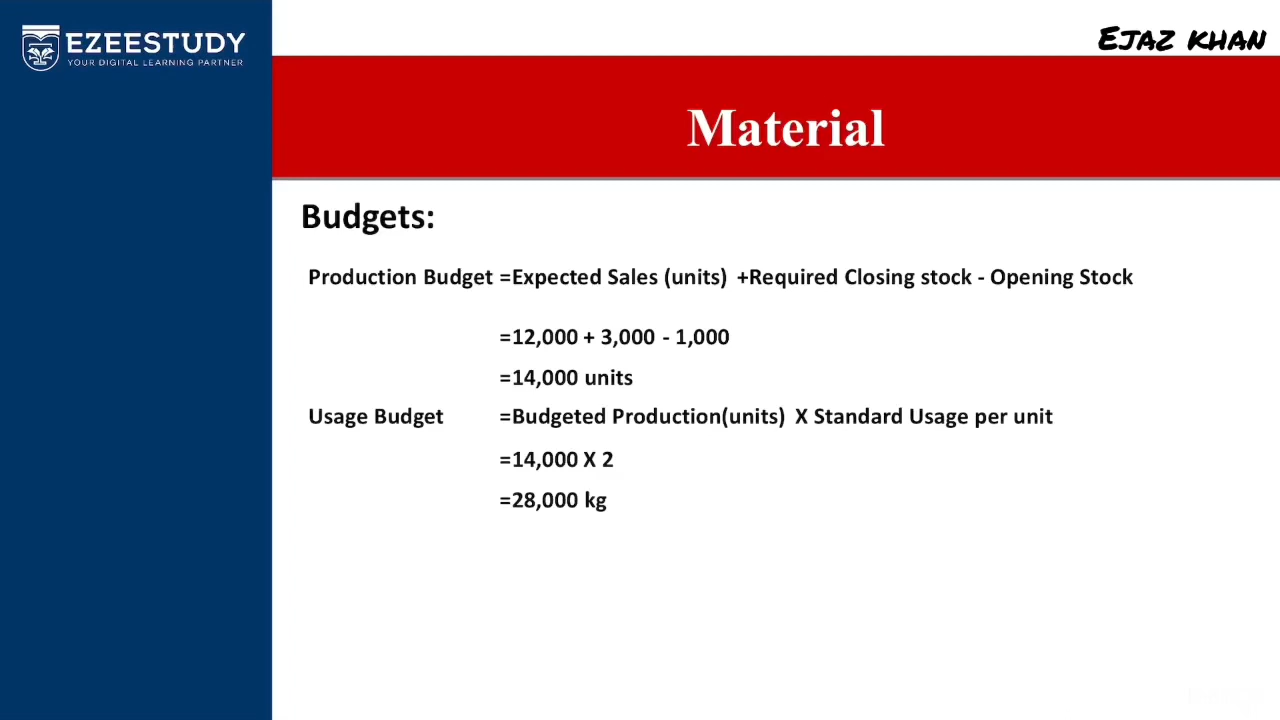 EZEESTUDY
YOUR DIGITAL LEARNING PARTNER
EJAZ KHAN
Material
Budgets:
Production Budget =Expected Sales (units) +Required Closing stock - Opening Stock
=12,000 + 3,000 - 1,000
=14,000 units
Usage Budget =Budgeted Production(units) X Standard Usage per unit
=14,000 X 2
=28,000 kg